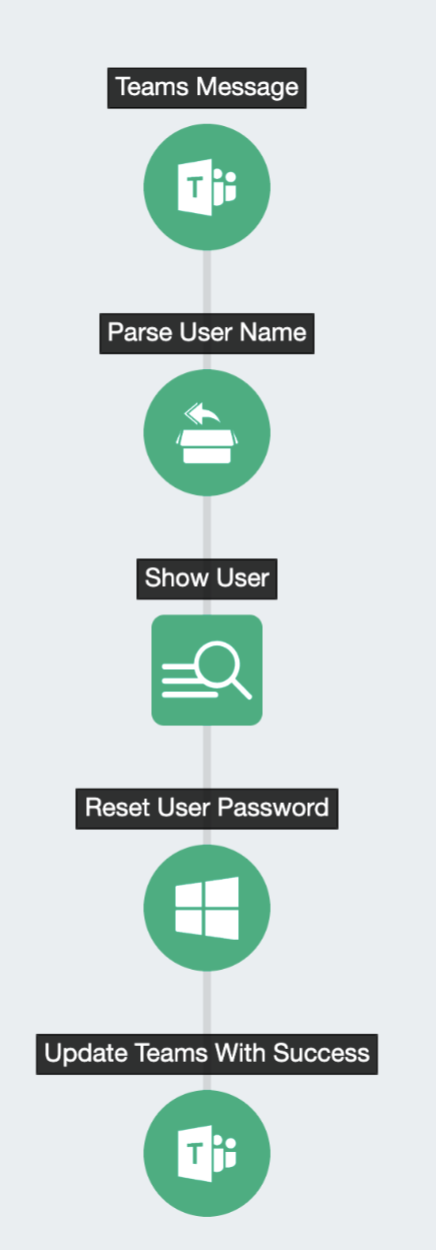 Teams Message
T
Parse User Name
Show User
Reset User Password
Update Teams With Success
T